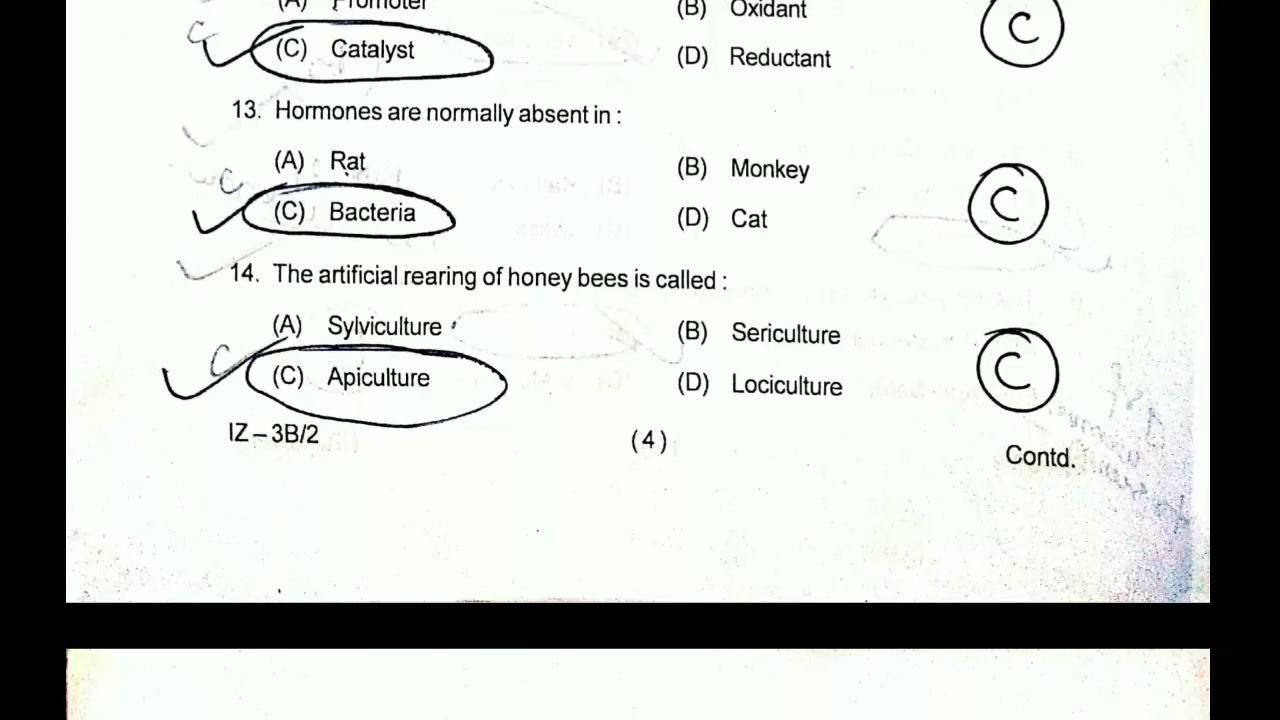 (A) Promoter (B) Oxidant
C (C) Catalyst (D) Reductant C
13. Hormones are normally absent in :
(A) Rat (B) Monkey
C (C) Bacteria (D) Cat C
14. The artificial rearing of honey bees is called :
(A) Sylviculture (B) Sericulture
C (C) Apiculture (D) Lociculture C
IZ – 3B/2 (4) Contd.